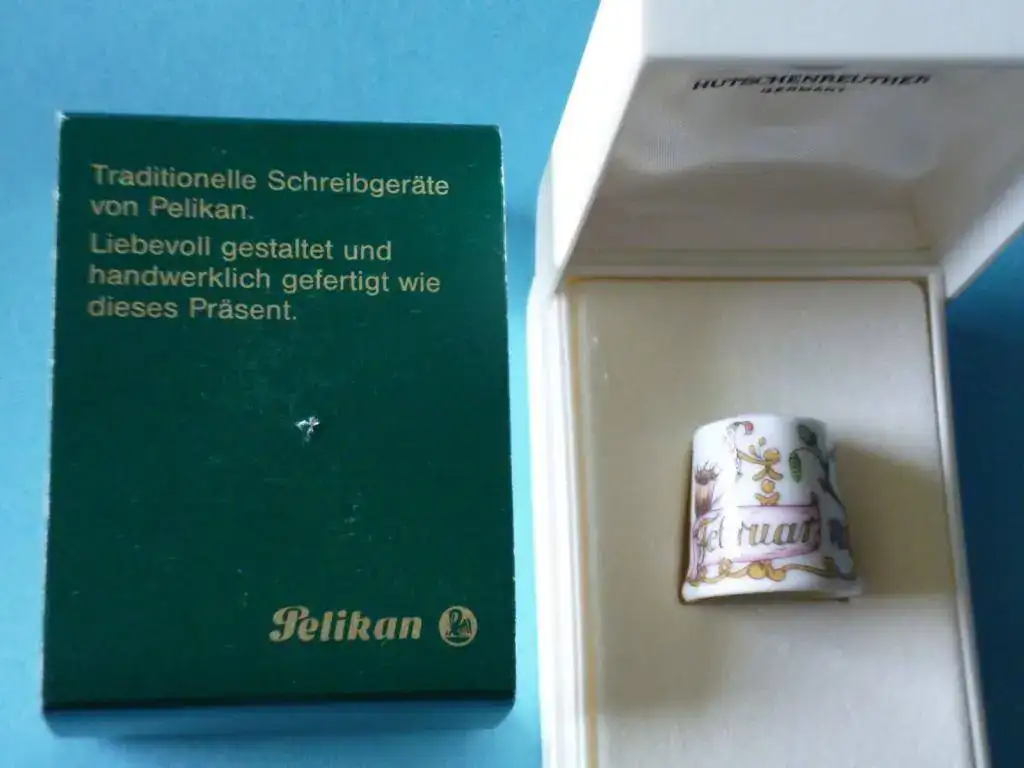 Traditionelle Schreibgeräte
von Pelikan.
Liebevoll gestaltet und
handwerklich gefertigt wie
dieses Präsent.
Pelikan
HUTSCHENREUTHER
GERMANY
Februar